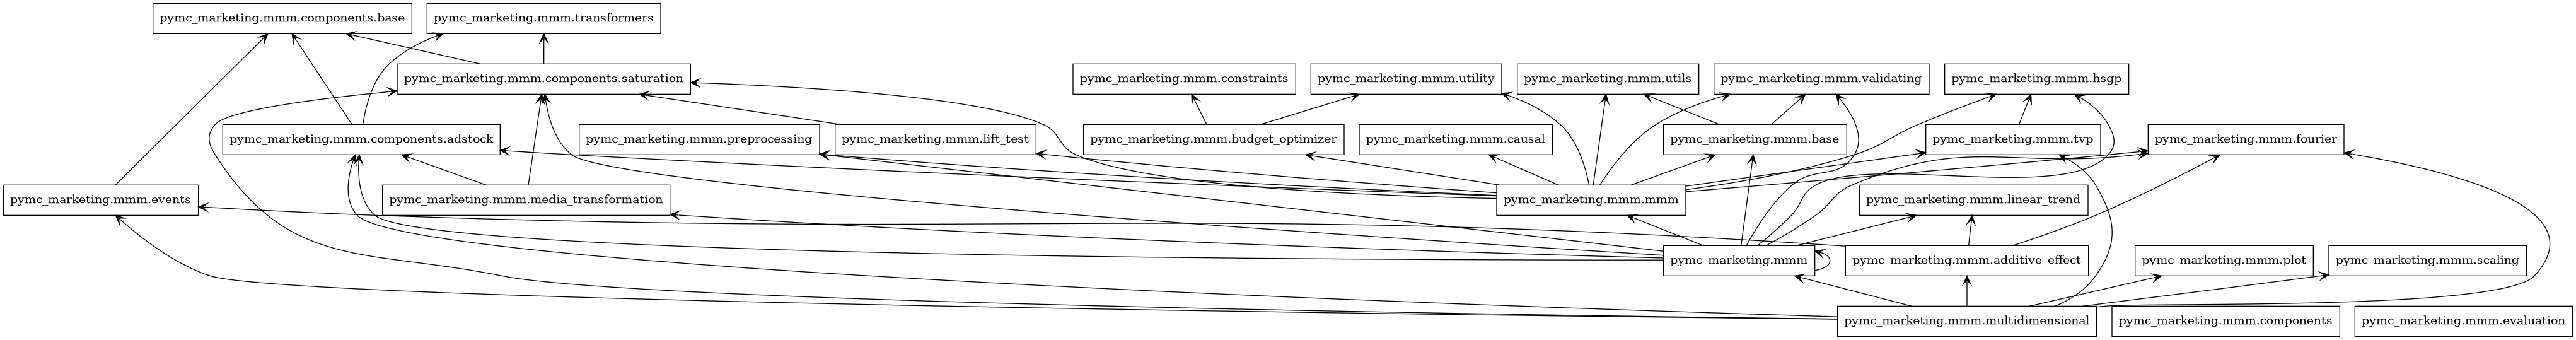 pymc_marketing.mmm.components.base
pymc_marketing.mmm.transformers
pymc_marketing.mmm.components.saturation
pymc_marketing.mmm.constraints
pymc_marketing.mmm.utility
pymc_marketing.mmm.utils
pymc_marketing.mmm.validating
pymc_marketing.mmm.hsgp
pymc_marketing.mmm.components.adstock
pymc_marketing.mmm.preprocessing
pymc_marketing.mmm.lift_test
pymc_marketing.mmm.budget_optimizer
pymc_marketing.mmm.causal
pymc_marketing.mmm.base
pymc_marketing.mmm.tvp
pymc_marketing.mmm.fourier
pymc_marketing.mmm.events
pymc_marketing.mmm.media_transformation
pymc_marketing.mmm.mmm
pymc_marketing.mmm.linear_trend
pymc_marketing.mmm
pymc_marketing.mmm.additive_effect
pymc_marketing.mmm.plot
pymc_marketing.mmm.scaling
pymc_marketing.mmm.multidimensional
pymc_marketing.mmm.components
pymc_marketing.mmm.evaluation